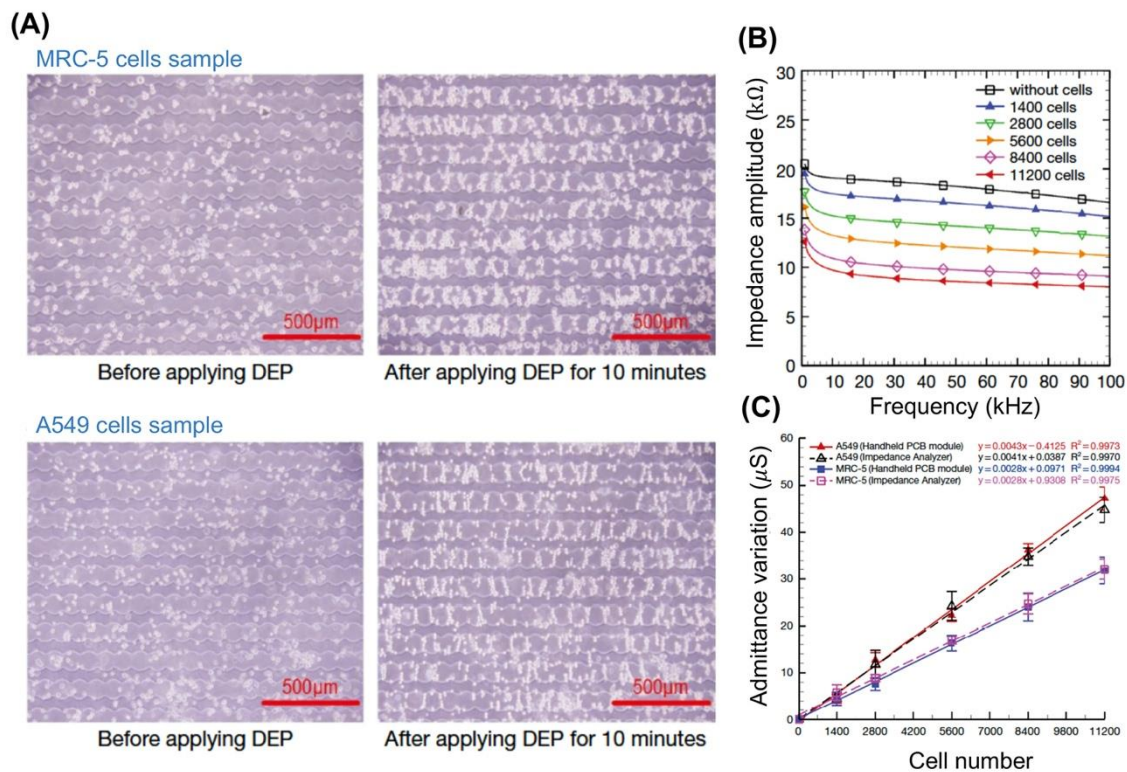 (A)
MRC-5 cells sample
500μm
500μm
Before applying DEP
After applying DEP for 10 minutes
A549 cells sample
500μm
500μm
Before applying DEP
After applying DEP for 10 minutes
(B)
Impedance amplitude (kΩ)
30
25
20
15
10
5
0
without cells
1400 cells
2800 cells
5600 cells
8400 cells
11200 cells
0 10 20 30 40 50 60 70 80 90 100
Frequency (kHz)
(C)
Admittance variation (μS)
60
50
40
30
20
10
0
A549 (Handheld PCB module) y=0.0043x−0.4125 R²=0.9973
A549 (Impedance Analyzer) y=0.0041x+0.0387 R²=0.9970
MRC-5 (Handheld PCB module) y=0.0028x+0.0971 R²=0.9994
MRC-5 (Impedance Analyzer) y=0.0028x+0.9308 R²=0.9975
0 1400 2800 4200 5600 7000 8400 9800 11200
Cell number